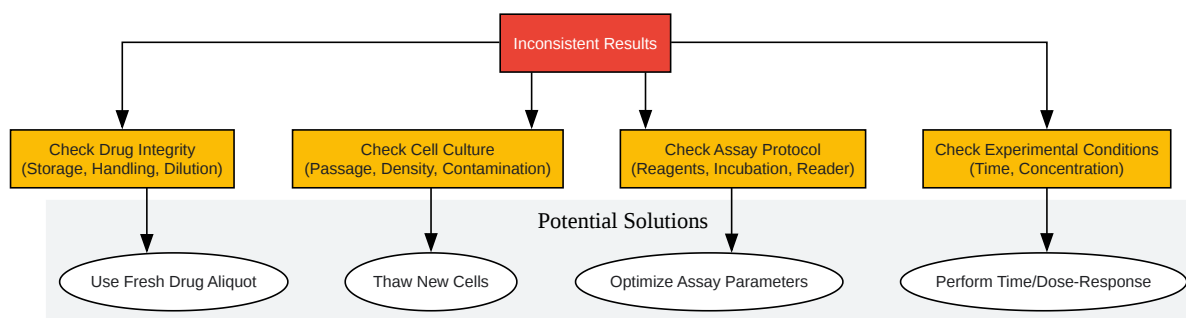 Inconsistent Results
Check Drug Integrity
(Storage, Handling, Dilution)
Check Cell Culture
(Passage, Density, Contamination)
Check Assay Protocol
(Reagents, Incubation, Reader)
Check Experimental Conditions
(Time, Concentration)
Potential Solutions
Use Fresh Drug Aliquot
Thaw New Cells
Optimize Assay Parameters
Perform Time/Dose-Response